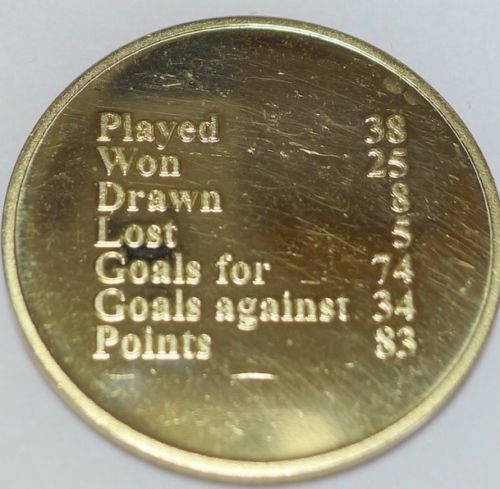 Played 38
Won 25
Drawn 8
Lost 5
Goals for 74
Goals against 34
Points 83